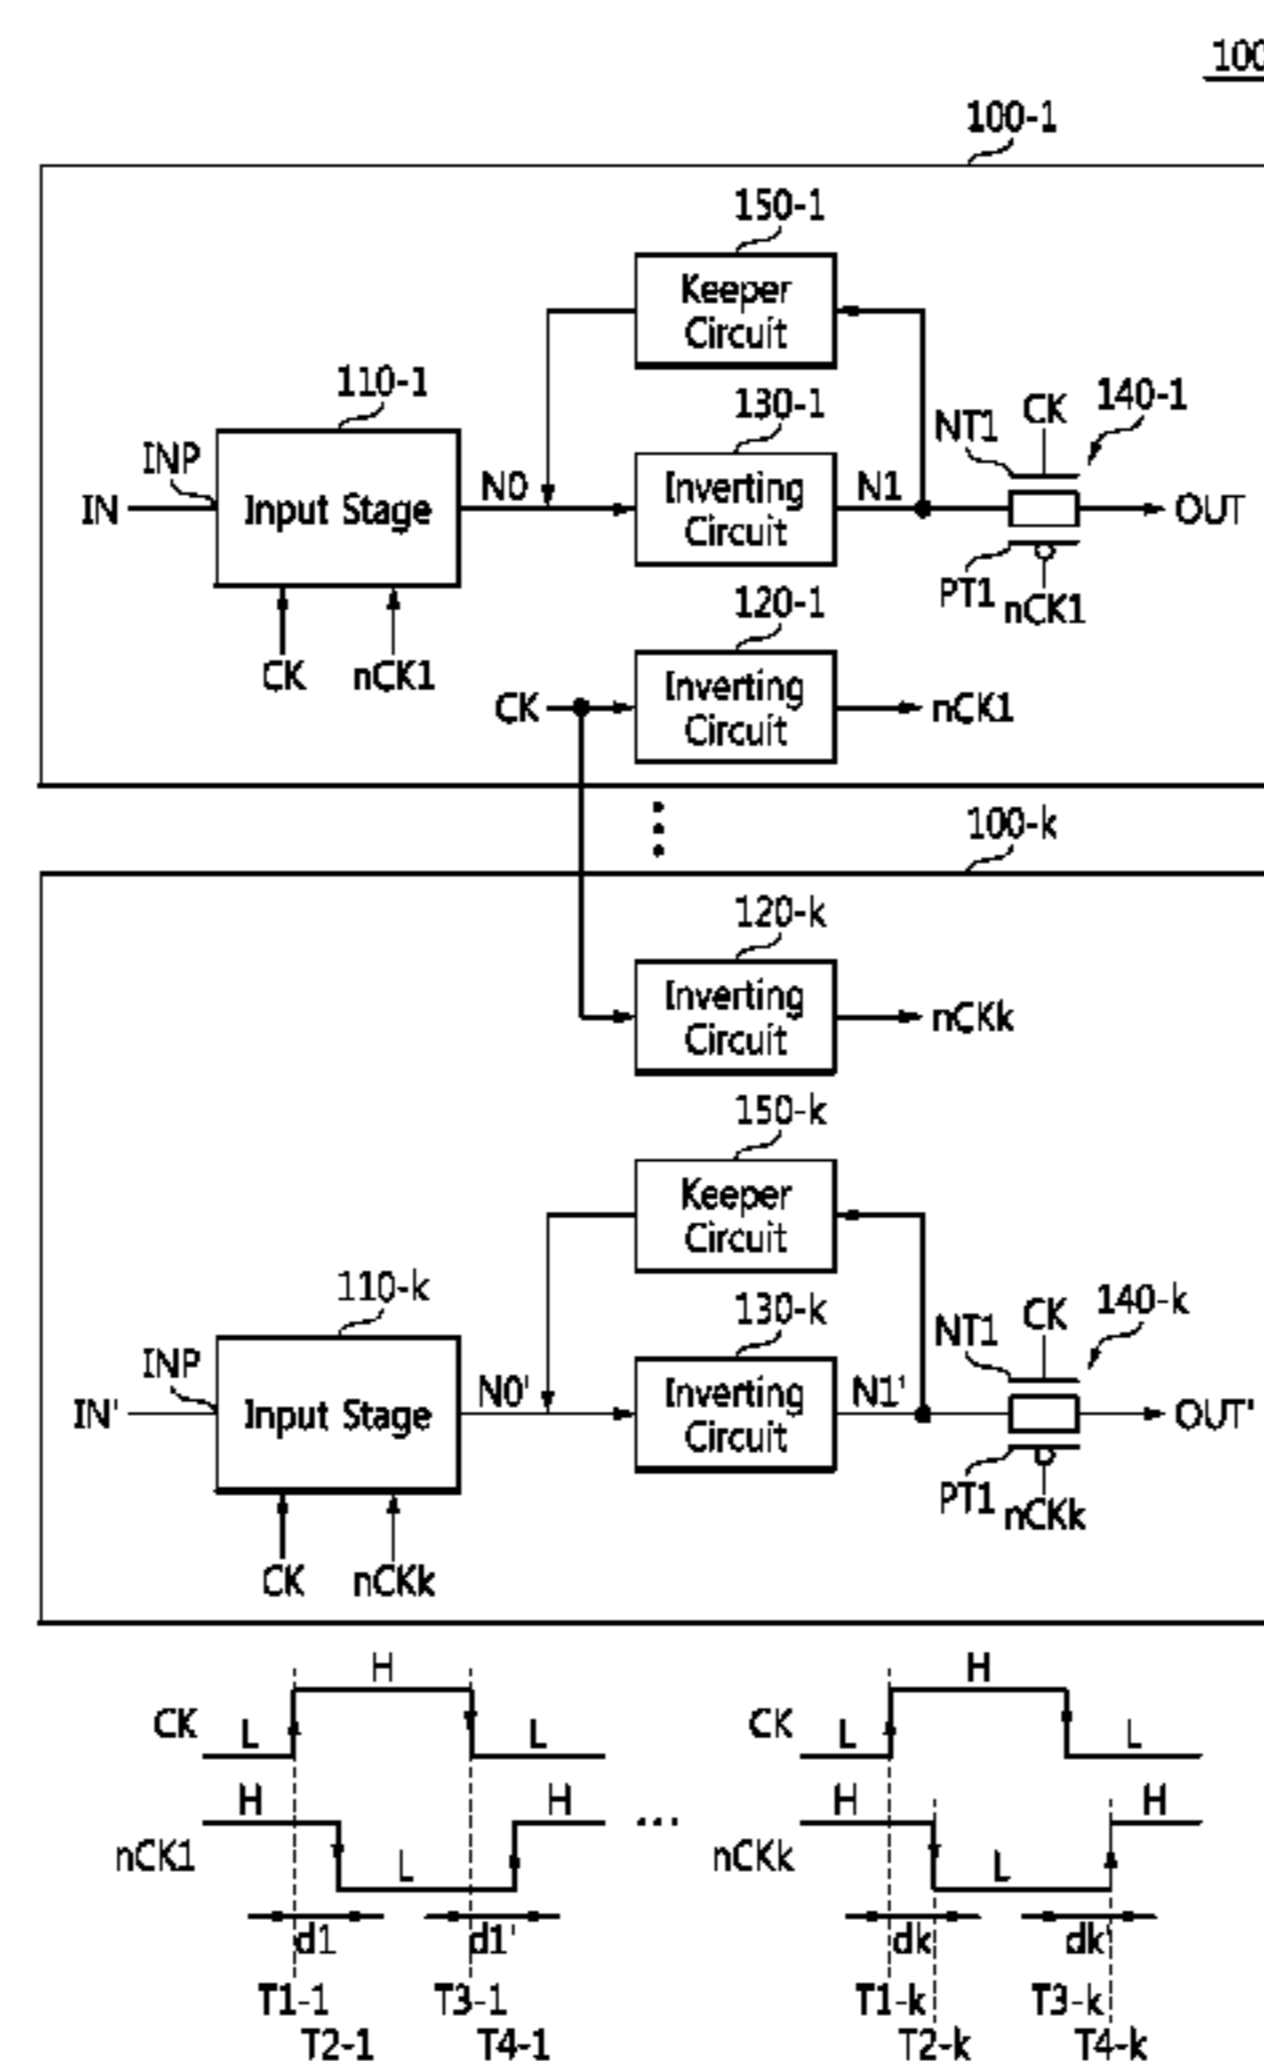 100
100-1
150-1
Keeper
Circuit
110-1
130-1
NT1 CK 140-1
INP
IN Input Stage N0 Inverting
Circuit N1 OUT
PT1 nCK1
120-1
CK nCK1
CK Inverting
Circuit nCK1
100-k
120-k
Inverting
Circuit nCKk
150-k
Keeper
Circuit
110-k
130-k
NT1 CK 140-k
INP
IN' Input Stage N0' Inverting
Circuit N1' OUT'
PT1 nCKk
CK nCKk
H H
CK L L CK L L
H H ... H H
nCK1 L nCKk L
d1 d1' dk dk'
T1-1 T3-1 T1-k T3-k
T2-1 T4-1 T2-k T4-k